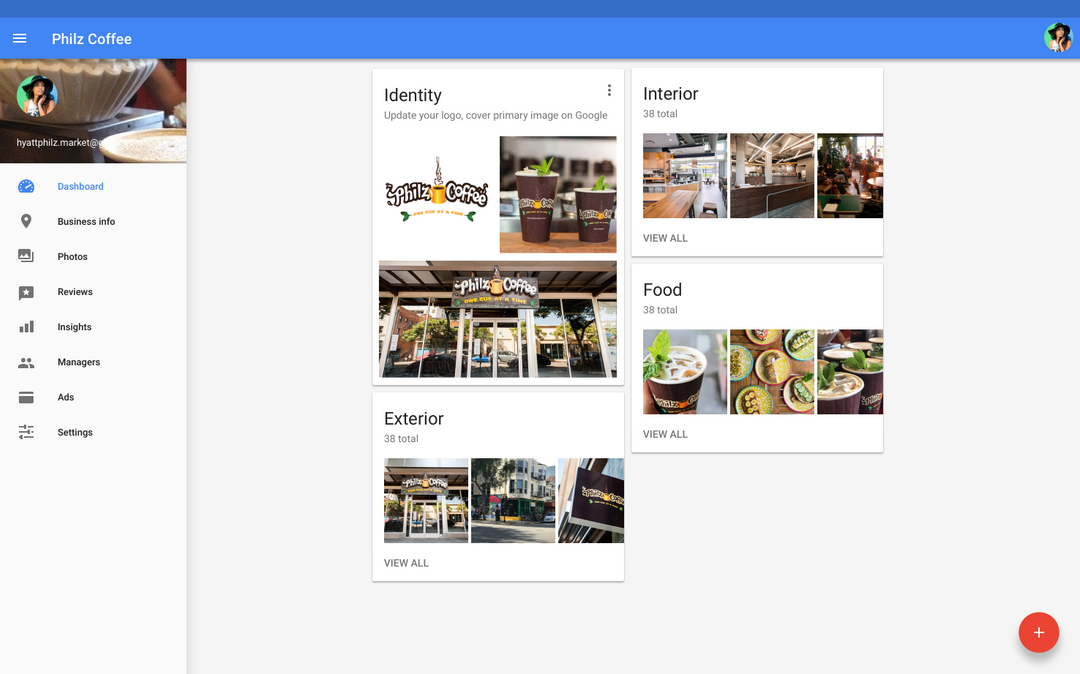 Philz Coffee
hyattphilz.market@
Dashboard
Business info
Photos
Reviews
Insights
Managers
Ads
Settings
Identity
Update your logo, cover primary image on Google
Philz Coffee
ONE CUP AT A TIME
Philz Coffee
ONE CUP AT A TIME
Exterior
38 total
Philz Coffee
VIEW ALL
Interior
38 total
VIEW ALL
Food
38 total
VIEW ALL